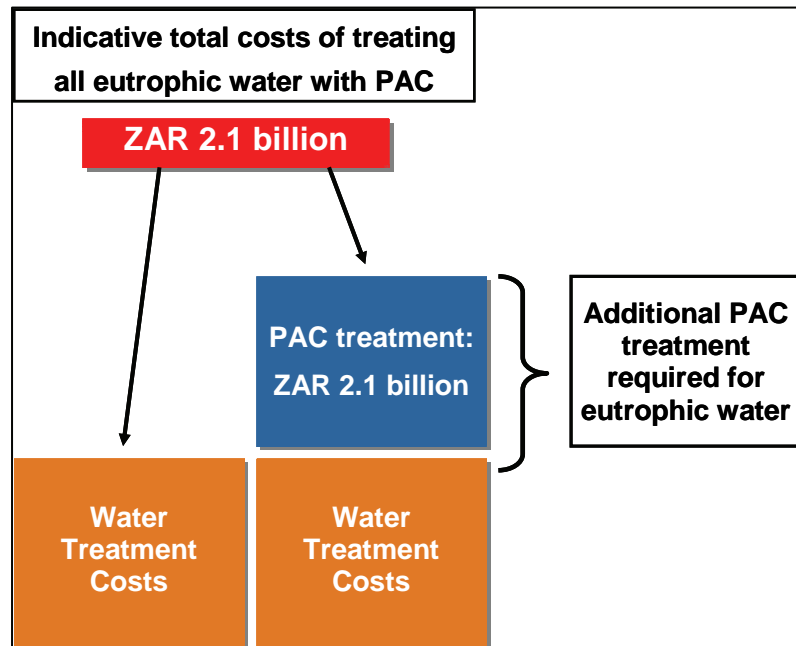 Indicative total costs of treating
all eutrophic water with PAC
ZAR 2.1 billion
PAC treatment:
ZAR 2.1 billion
Additional PAC
treatment
required for
eutrophic water
Water
Treatment
Costs
Water
Treatment
Costs